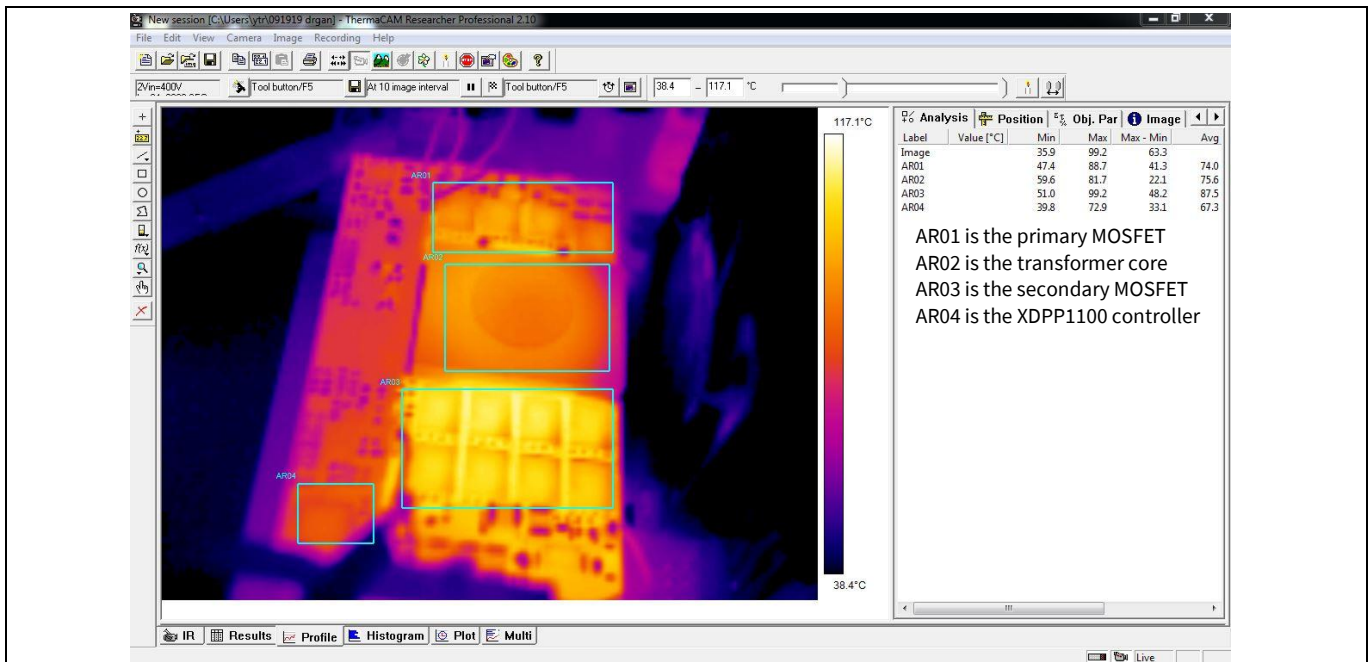 New session [C:\Users\ytr\091919 drgan] - ThermaCAM Researcher Professional 2.10
File Edit View Camera Image Recording Help
2Vin=400V Tool button/F5 At 10 image interval Tool button/F5 38.4 - 117.1 °C
117.1°C
38.4°C
AR01
AR02
AR03
AR04
Analysis Position Obj. Par Image
Label Value [°C] Min Max Max - Min Avg
Image 35.9 99.2 63.3
AR01 47.4 88.7 41.3 74.0
AR02 59.6 81.7 22.1 75.6
AR03 51.0 99.2 48.2 87.5
AR04 39.8 72.9 33.1 67.3
AR01 is the primary MOSFET
AR02 is the transformer core
AR03 is the secondary MOSFET
AR04 is the XDPP1100 controller
IR Results Profile Histogram Plot Multi
Live